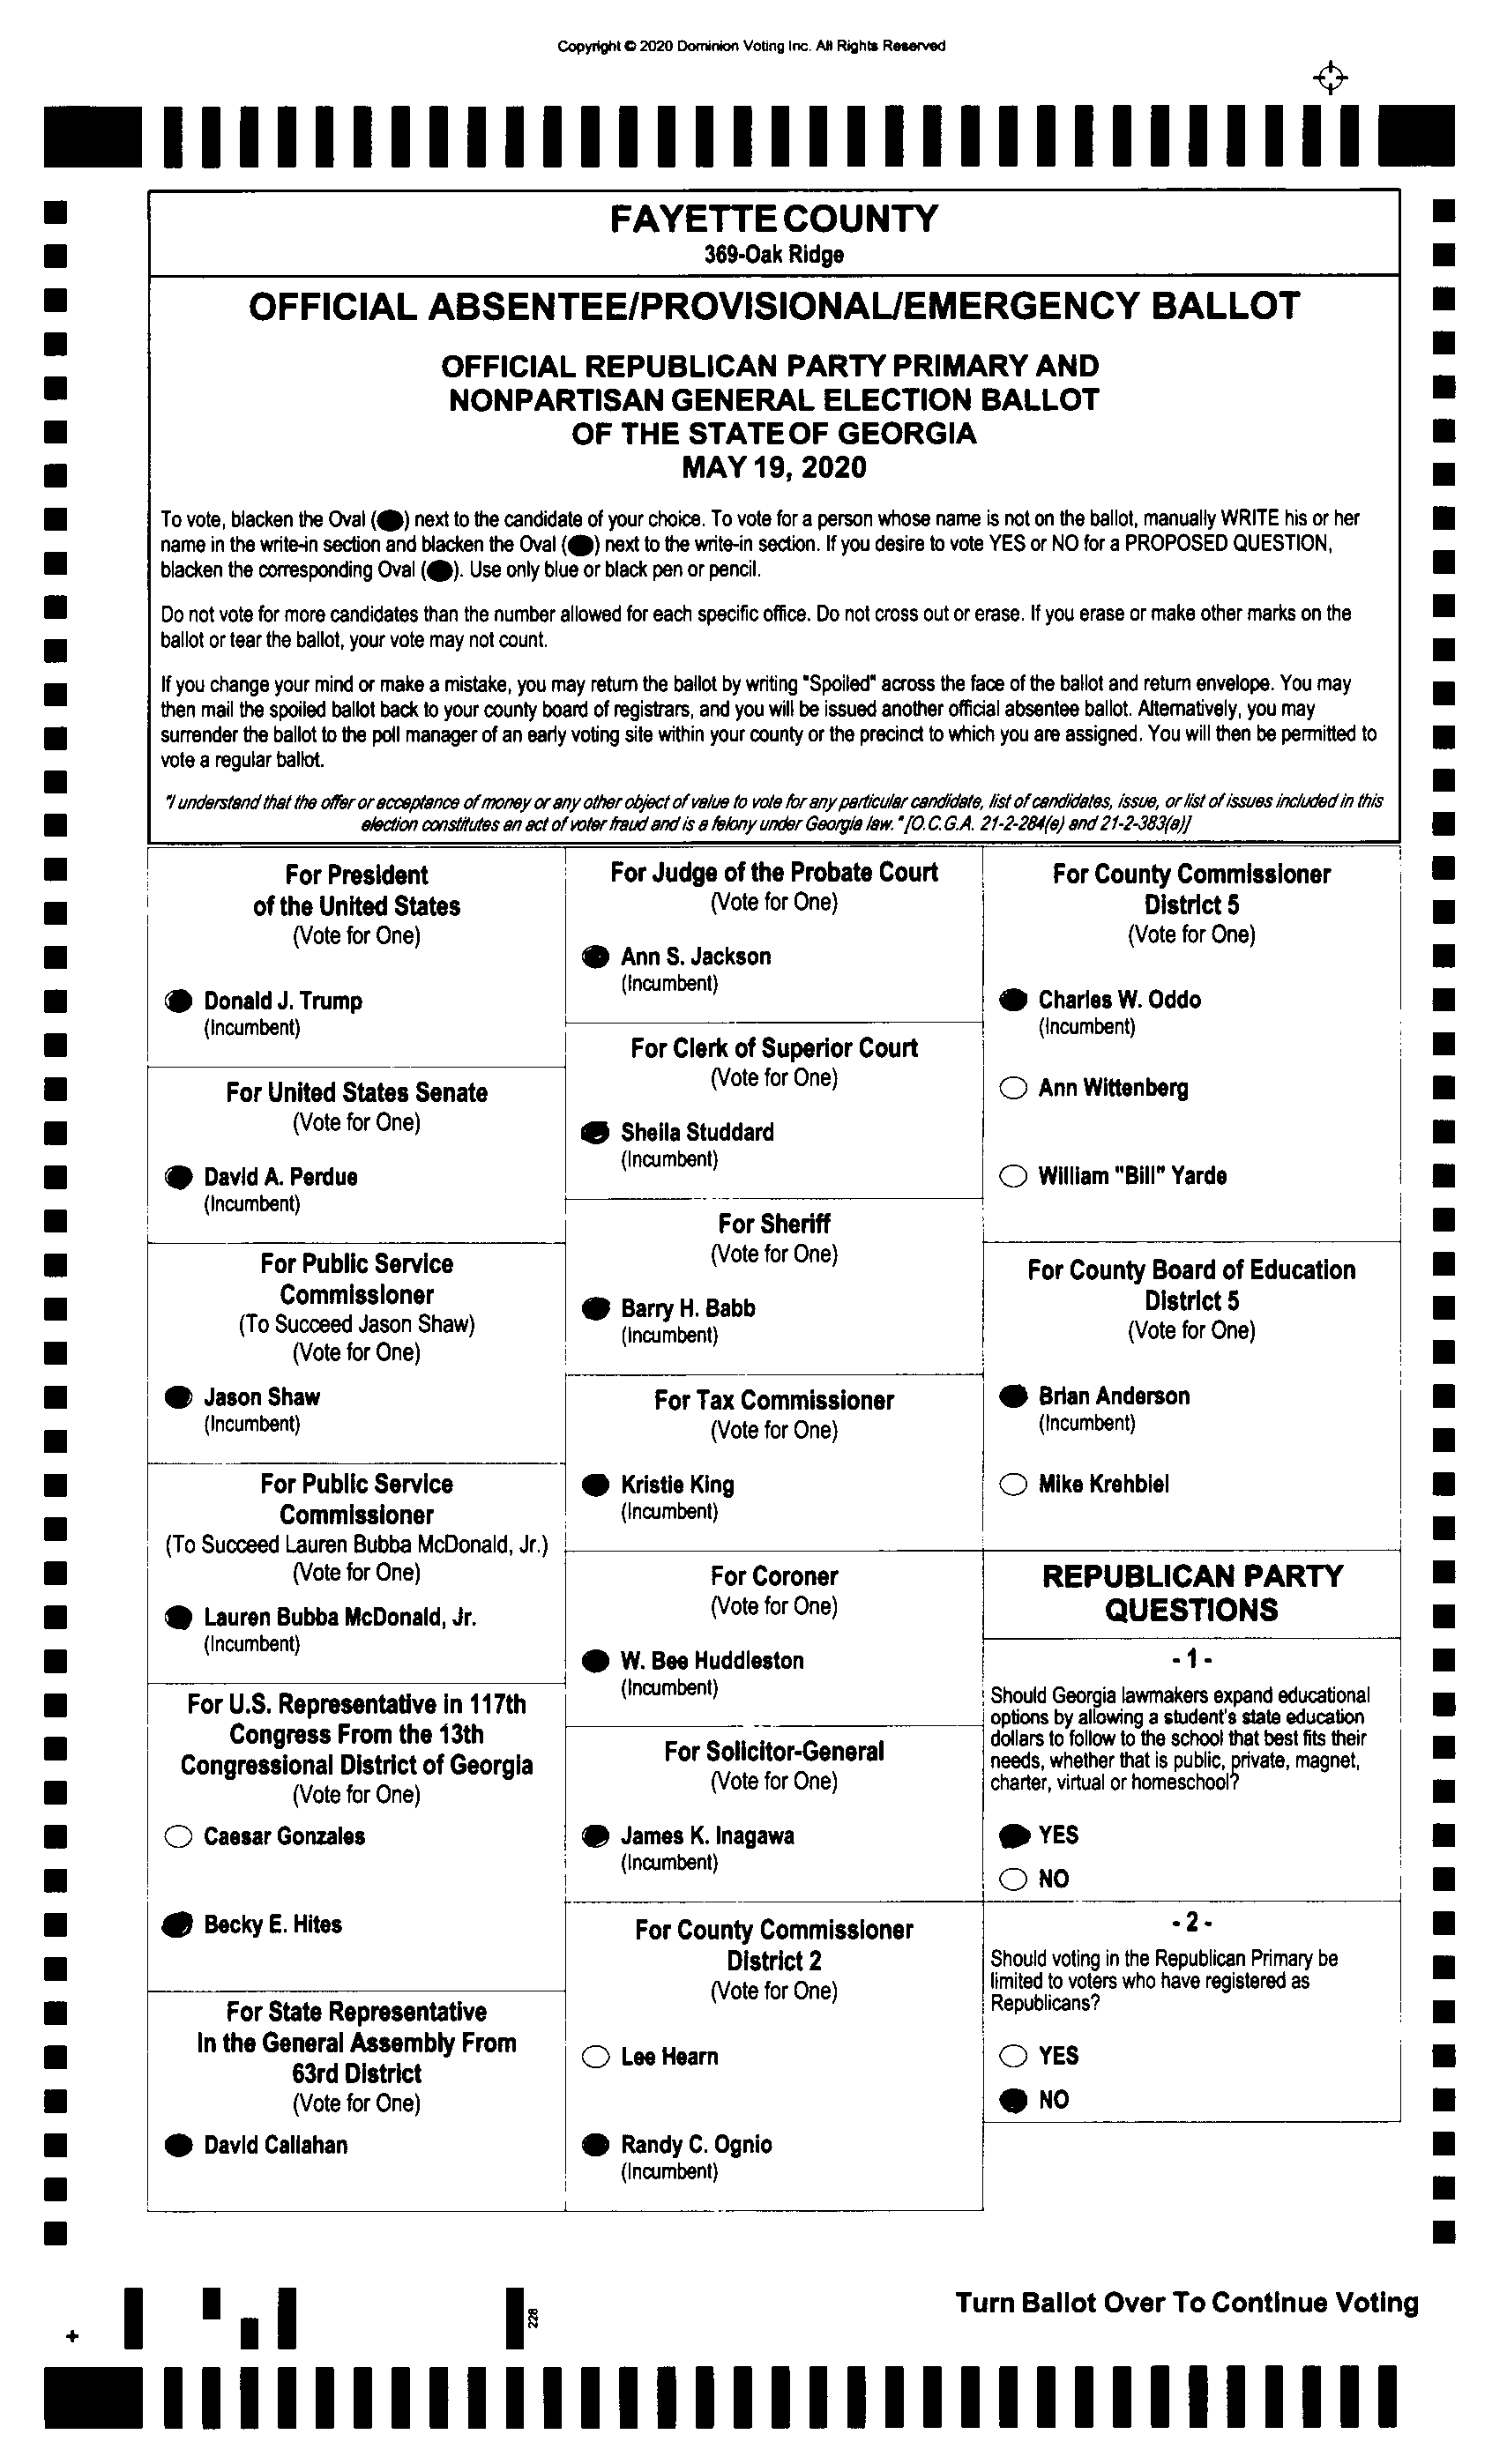 Copyright © 2020 Dominion Voting Inc. All Rights Reserved
FAYETTE COUNTY
369-Oak Ridge
OFFICIAL ABSENTEE/PROVISIONAL/EMERGENCY BALLOT
OFFICIAL REPUBLICAN PARTY PRIMARY AND
NONPARTISAN GENERAL ELECTION BALLOT
OF THE STATE OF GEORGIA
MAY 19, 2020
To vote, blacken the Oval (●) next to the candidate of your choice. To vote for a person whose name is not on the ballot, manually WRITE his or her
name in the write-in section and blacken the Oval (●) next to the write-in section. If you desire to vote YES or NO for a PROPOSED QUESTION,
blacken the corresponding Oval (●). Use only blue or black pen or pencil.
Do not vote for more candidates than the number allowed for each specific office. Do not cross out or erase. If you erase or make other marks on the
ballot or tear the ballot, your vote may not count.
If you change your mind or make a mistake, you may return the ballot by writing "Spoiled" across the face of the ballot and return envelope. You may
then mail the spoiled ballot back to your county board of registrars, and you will be issued another official absentee ballot. Alternatively, you may
surrender the ballot to the poll manager of an early voting site within your county or the precinct to which you are assigned. You will then be permitted to
vote a regular ballot.
"I understand that the offer or acceptance of money or any other object of value to vote for any particular candidate, list of candidates, issue, or list of issues included in this
election constitutes an act of voter fraud and is a felony under Georgia law." [O.C.G.A. 21-2-284(e) and 21-2-383(a)]
For President
of the United States
(Vote for One)
Donald J. Trump
(Incumbent)
For United States Senate
(Vote for One)
David A. Perdue
(Incumbent)
For Public Service
Commissioner
(To Succeed Jason Shaw)
(Vote for One)
Jason Shaw
(Incumbent)
For Public Service
Commissioner
(To Succeed Lauren Bubba McDonald, Jr.)
(Vote for One)
Lauren Bubba McDonald, Jr.
(Incumbent)
For U.S. Representative in 117th
Congress From the 13th
Congressional District of Georgia
(Vote for One)
Caesar Gonzales
Becky E. Hites
For State Representative
In the General Assembly From
63rd District
(Vote for One)
David Callahan
For Judge of the Probate Court
(Vote for One)
Ann S. Jackson
(Incumbent)
For Clerk of Superior Court
(Vote for One)
Sheila Studdard
(Incumbent)
For Sheriff
(Vote for One)
Barry H. Babb
(Incumbent)
For Tax Commissioner
(Vote for One)
Kristie King
(Incumbent)
For Coroner
(Vote for One)
W. Bee Huddleston
(Incumbent)
For Solicitor-General
(Vote for One)
James K. Inagawa
(Incumbent)
For County Commissioner
District 2
(Vote for One)
Lee Hearn
Randy C. Ognio
(Incumbent)
For County Commissioner
District 5
(Vote for One)
Charles W. Oddo
(Incumbent)
Ann Wittenberg
William "Bill" Yarde
For County Board of Education
District 5
(Vote for One)
Brian Anderson
(Incumbent)
Mike Krehbiel
REPUBLICAN PARTY
QUESTIONS
- 1 -
Should Georgia lawmakers expand educational
options by allowing a student's state education
dollars to follow to the school that best fits their
needs, whether that is public, private, magnet,
charter, virtual or homeschool?
YES
NO
- 2 -
Should voting in the Republican Primary be
limited to voters who have registered as
Republicans?
YES
NO
Turn Ballot Over To Continue Voting
228
+